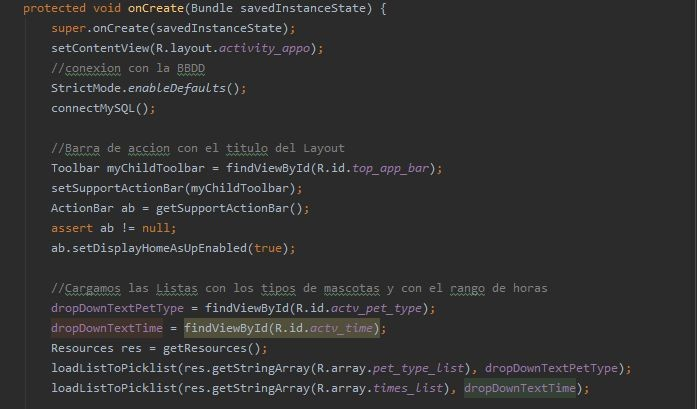 protected void onCreate(Bundle savedInstanceState) {
super.onCreate(savedInstanceState);
setContentView(R.layout.activity_appo);
//conexion con la BBDD
StrictMode.enableDefaults();
connectMySQL();
//Barra de accion con el titulo del Layout
Toolbar myChildToolbar = findViewById(R.id.top_app_bar);
setSupportActionBar(myChildToolbar);
ActionBar ab = getSupportActionBar();
assert ab != null;
ab.setDisplayHomeAsUpEnabled(true);
//Cargamos las Listas con los tipos de mascotas y con el rango de horas
dropDownTextPetType = findViewById(R.id.actv_pet_type);
dropDownTextTime = findViewById(R.id.actv_time);
Resources res = getResources();
loadListToPicklist(res.getStringArray(R.array.pet_type_list), dropDownTextPetType);
loadListToPicklist(res.getStringArray(R.array.times_list), dropDownTextTime);